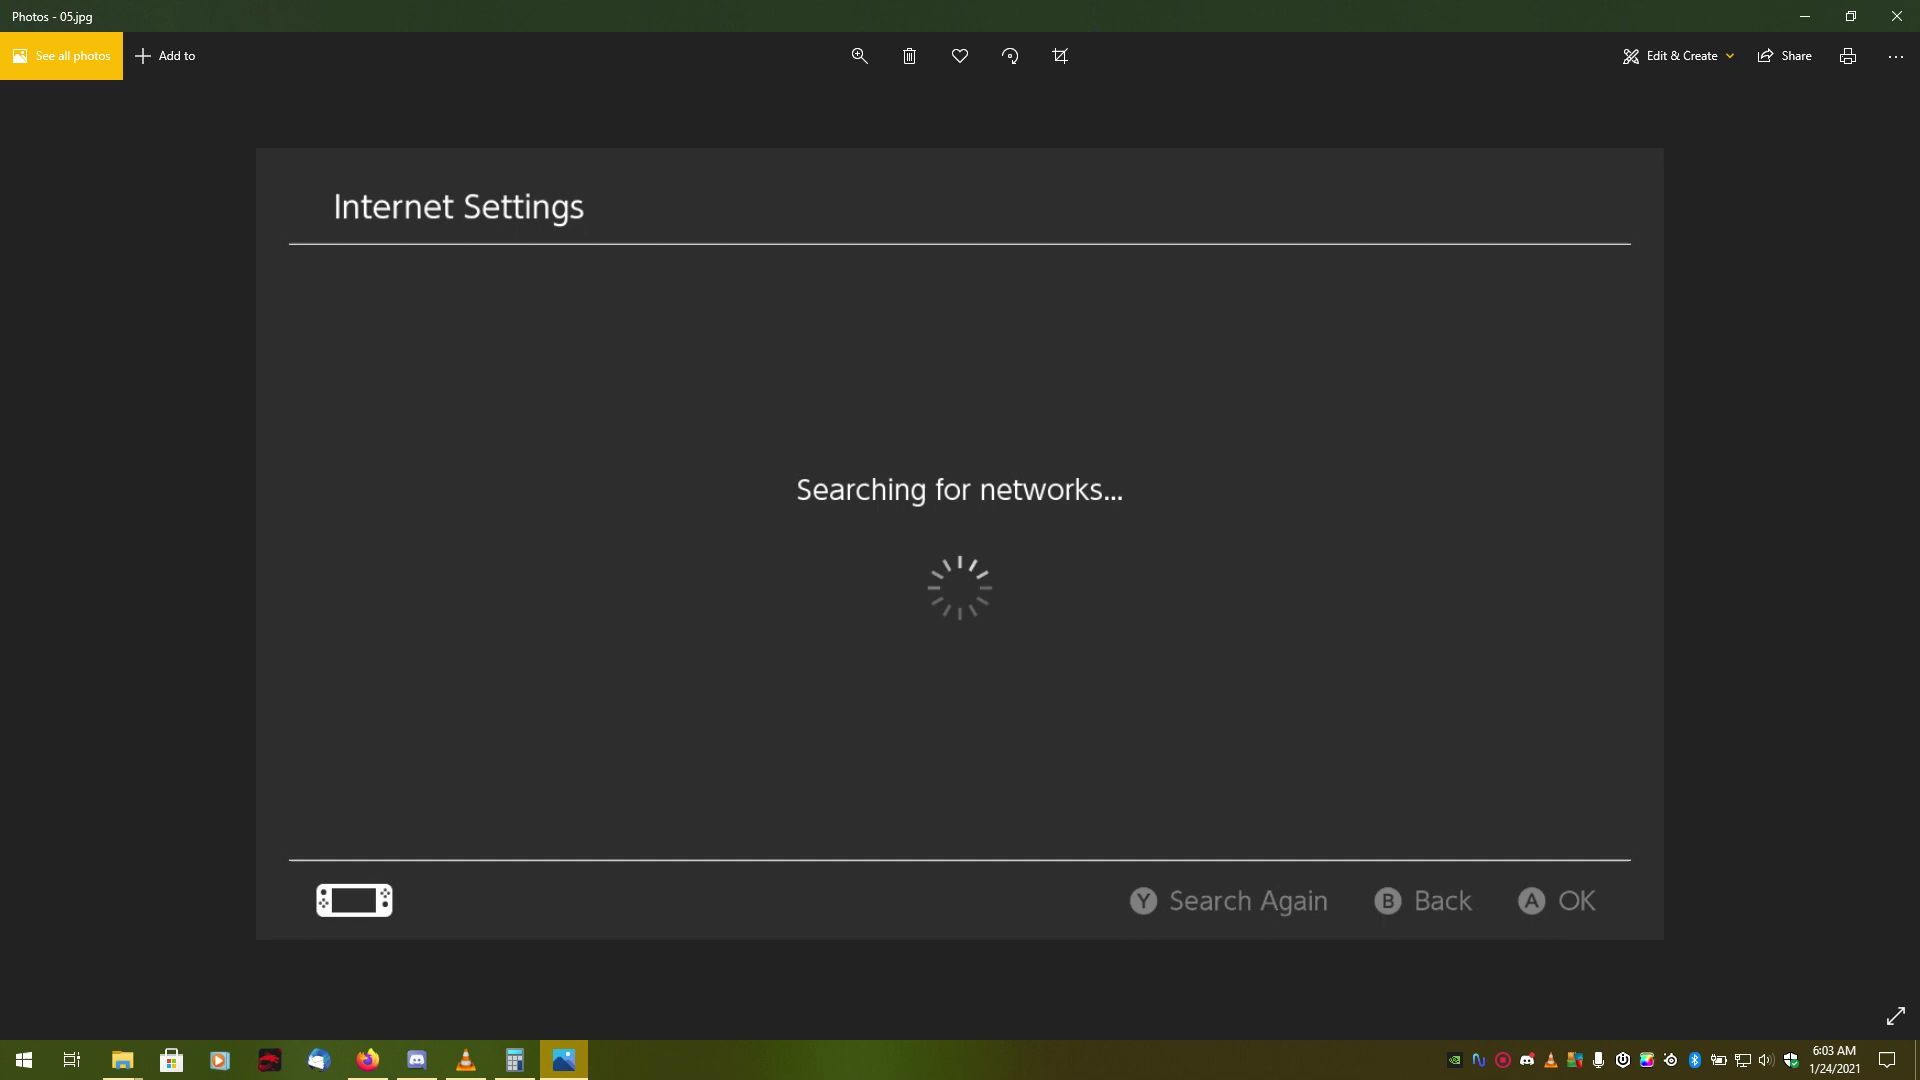 Photos - 05.jpg
See all photos
Add to
Edit & Create
Share
Internet Settings
Searching for networks...
Y Search Again B Back A OK
6:03 AM
1/24/2021